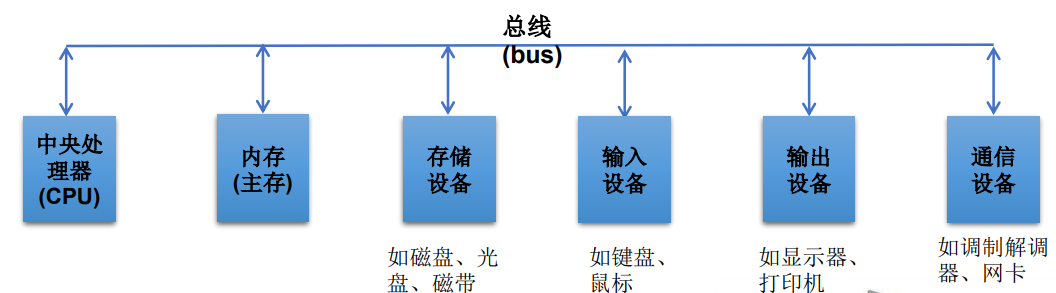 总线
(bus)
中央处
理器
(CPU)
内存
(主存)
存储
设备
输入
设备
输出
设备
通信
设备
如磁盘、光
盘、磁带
如键盘、
鼠标
如显示器、
打印机
如调制解调
器、网卡